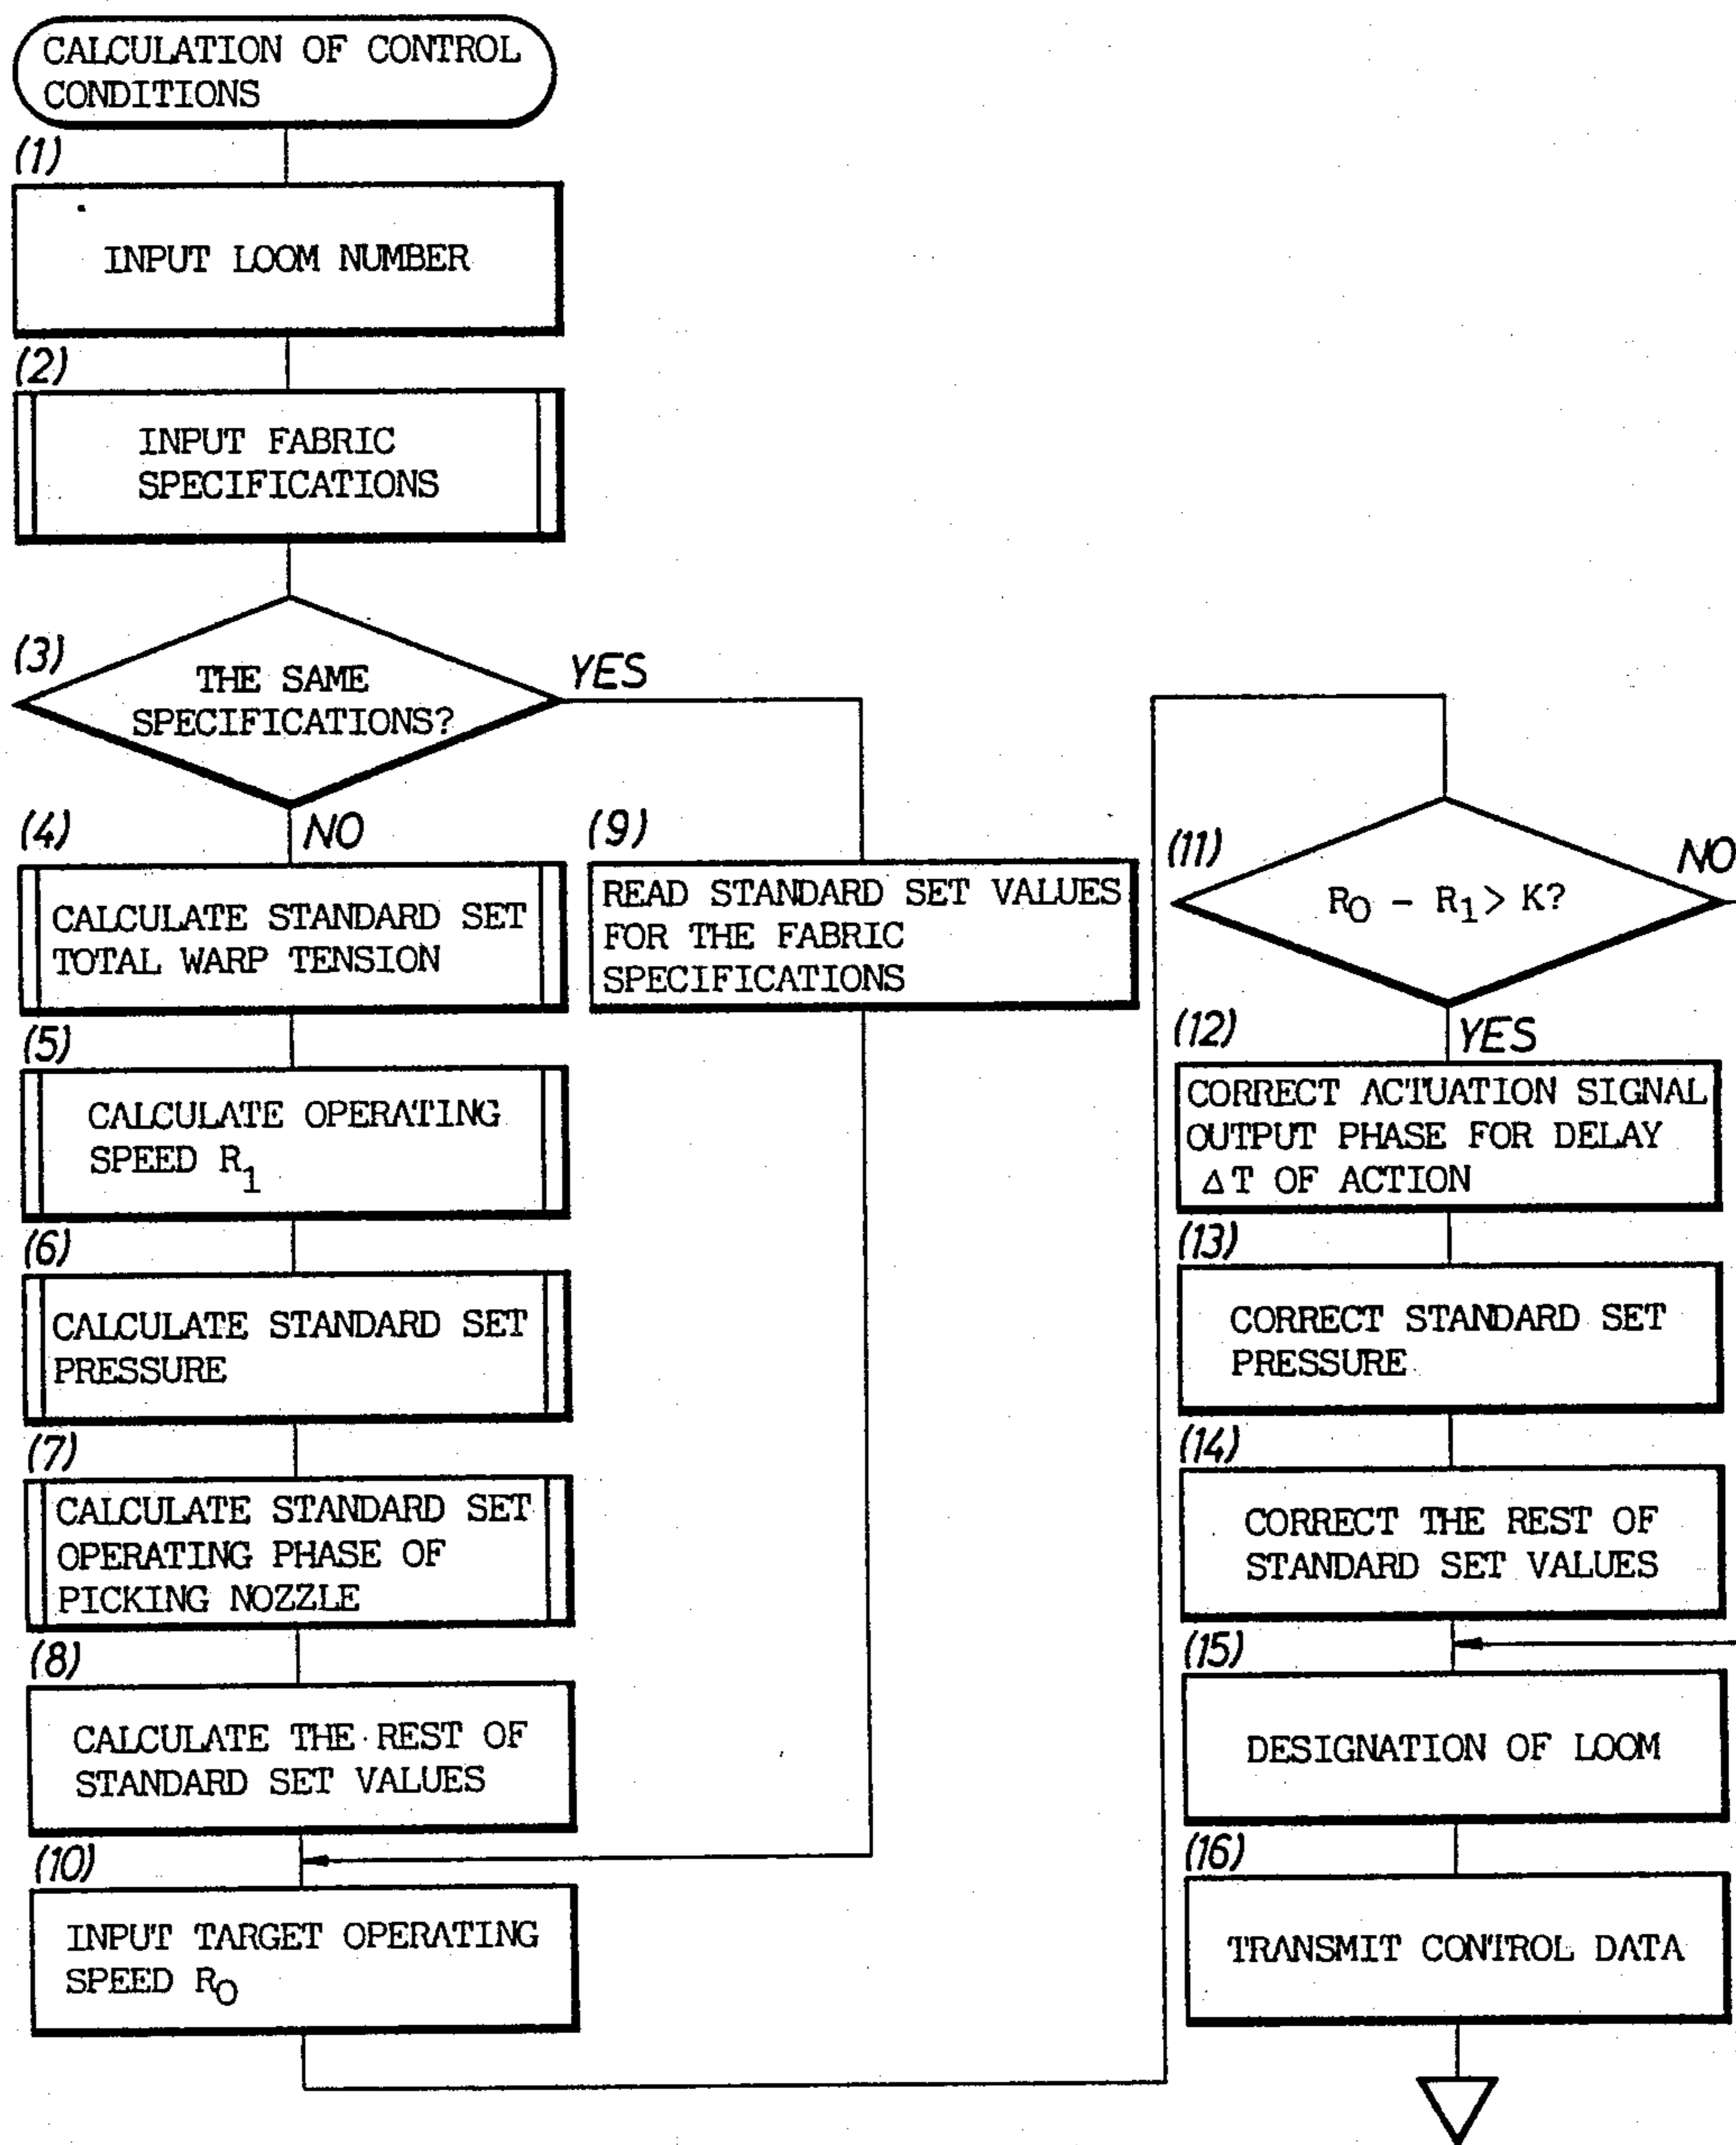 CALCULATION OF CONTROL
CONDITIONS
(1)
INPUT LOOM NUMBER
(2)
INPUT FABRIC
SPECIFICATIONS
(3)
THE SAME
SPECIFICATIONS?
YES
NO
(4)
CALCULATE STANDARD SET
TOTAL WARP TENSION
(5)
CALCULATE OPERATING
SPEED R1
(6)
CALCULATE STANDARD SET
PRESSURE
(7)
CALCULATE STANDARD SET
OPERATING PHASE OF
PICKING NOZZLE
(8)
CALCULATE THE REST OF
STANDARD SET VALUES
(9)
READ STANDARD SET VALUES
FOR THE FABRIC
SPECIFICATIONS
(10)
INPUT TARGET OPERATING
SPEED RO
(11)
RO - R1 > K?
NO
YES
(12)
CORRECT ACTUATION SIGNAL
OUTPUT PHASE FOR DELAY
ΔT OF ACTION
(13)
CORRECT STANDARD SET
PRESSURE
(14)
CORRECT THE REST OF
STANDARD SET VALUES
(15)
DESIGNATION OF LOOM
(16)
TRANSMIT CONTROL DATA